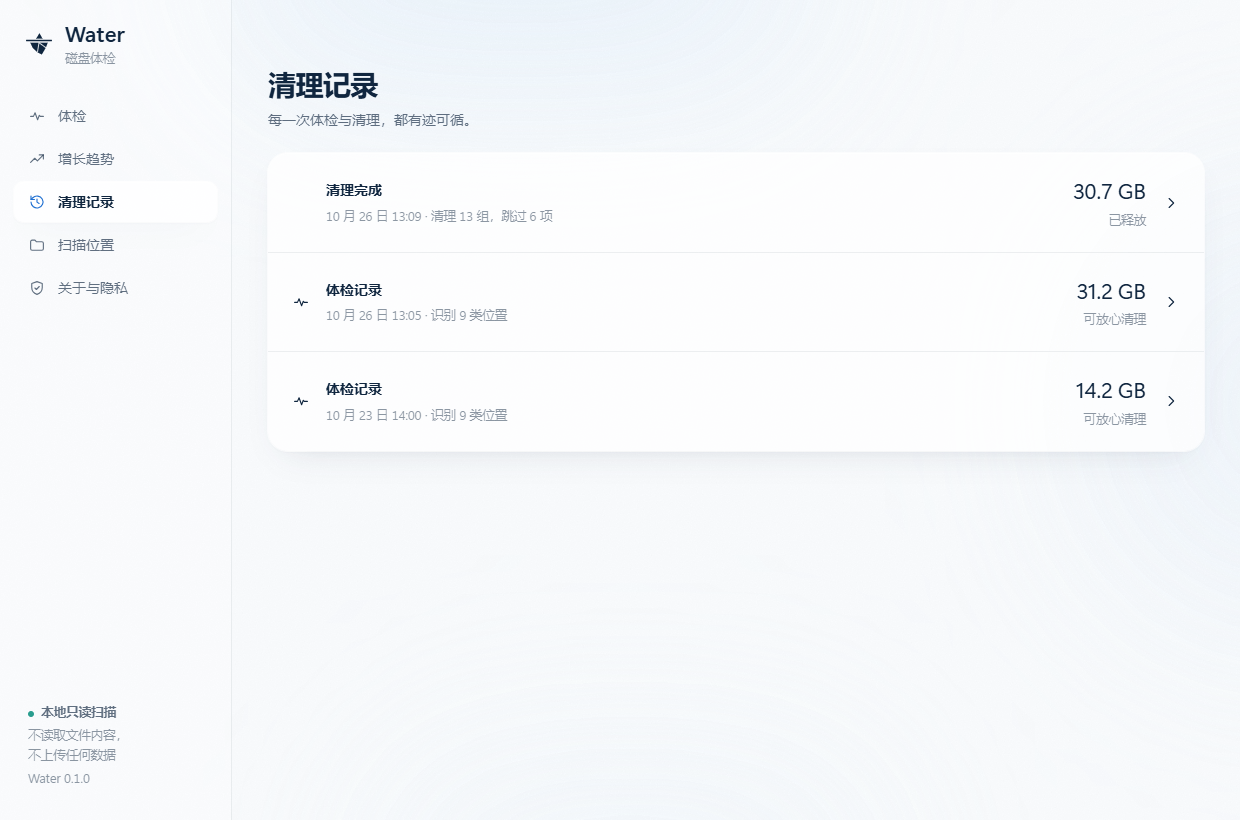 Water
磁盘体检
体检
增长趋势
清理记录
扫描位置
关于与隐私
本地只读扫描
不读取文件内容，
不上传任何数据
Water 0.1.0
清理记录
每一次体检与清理，都有迹可循。
清理完成
10 月 26 日 13:09 · 清理 13 组，跳过 6 项
30.7 GB
已释放
体检记录
10 月 26 日 13:05 · 识别 9 类位置
31.2 GB
可放心清理
体检记录
10 月 23 日 14:00 · 识别 9 类位置
14.2 GB
可放心清理